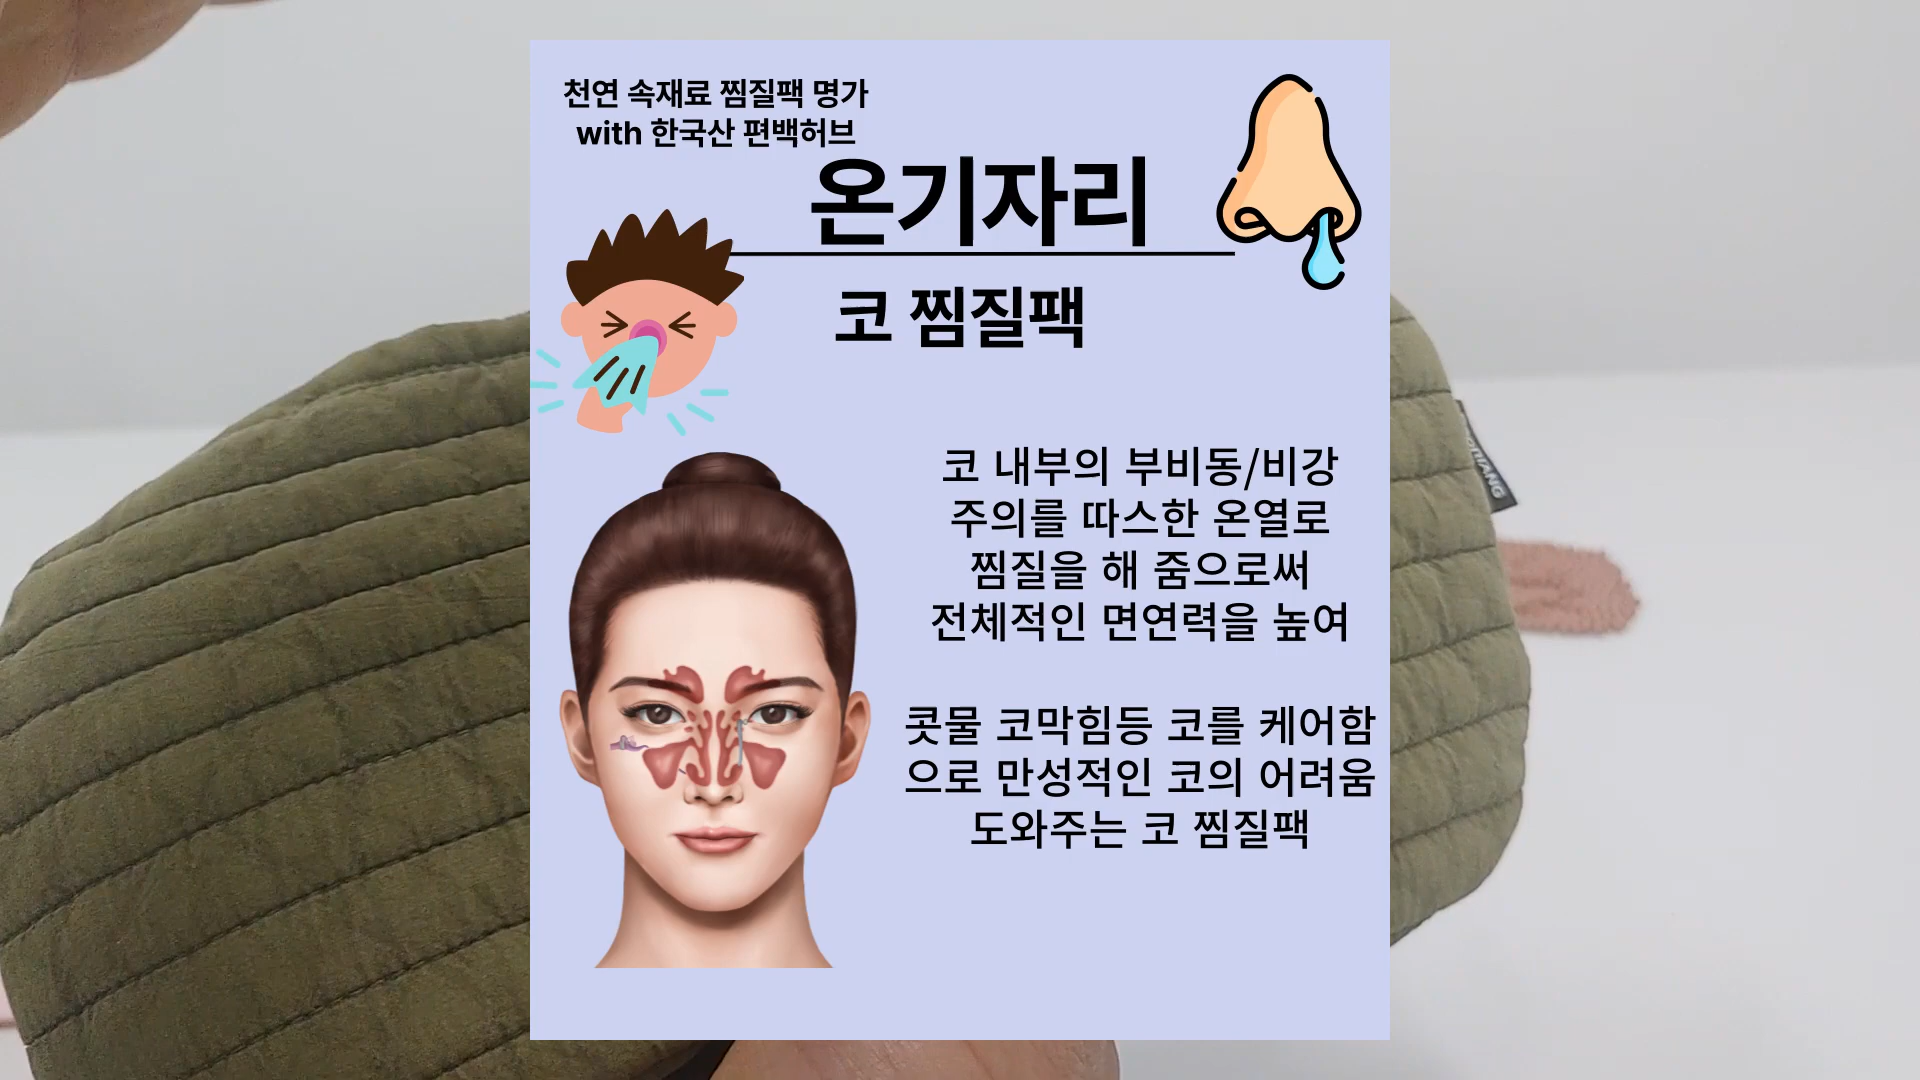 천연 속재료 찜질팩 명가
with 한국산 편백허브
온기자리
코 찜질팩
코 내부의 부비동/비강
주의를 따스한 온열로
찜질을 해 줌으로써
전체적인 면연력을 높여
콧물 코막힘등 코를 케어함
으로 만성적인 코의 어려움
도와주는 코 찜질팩